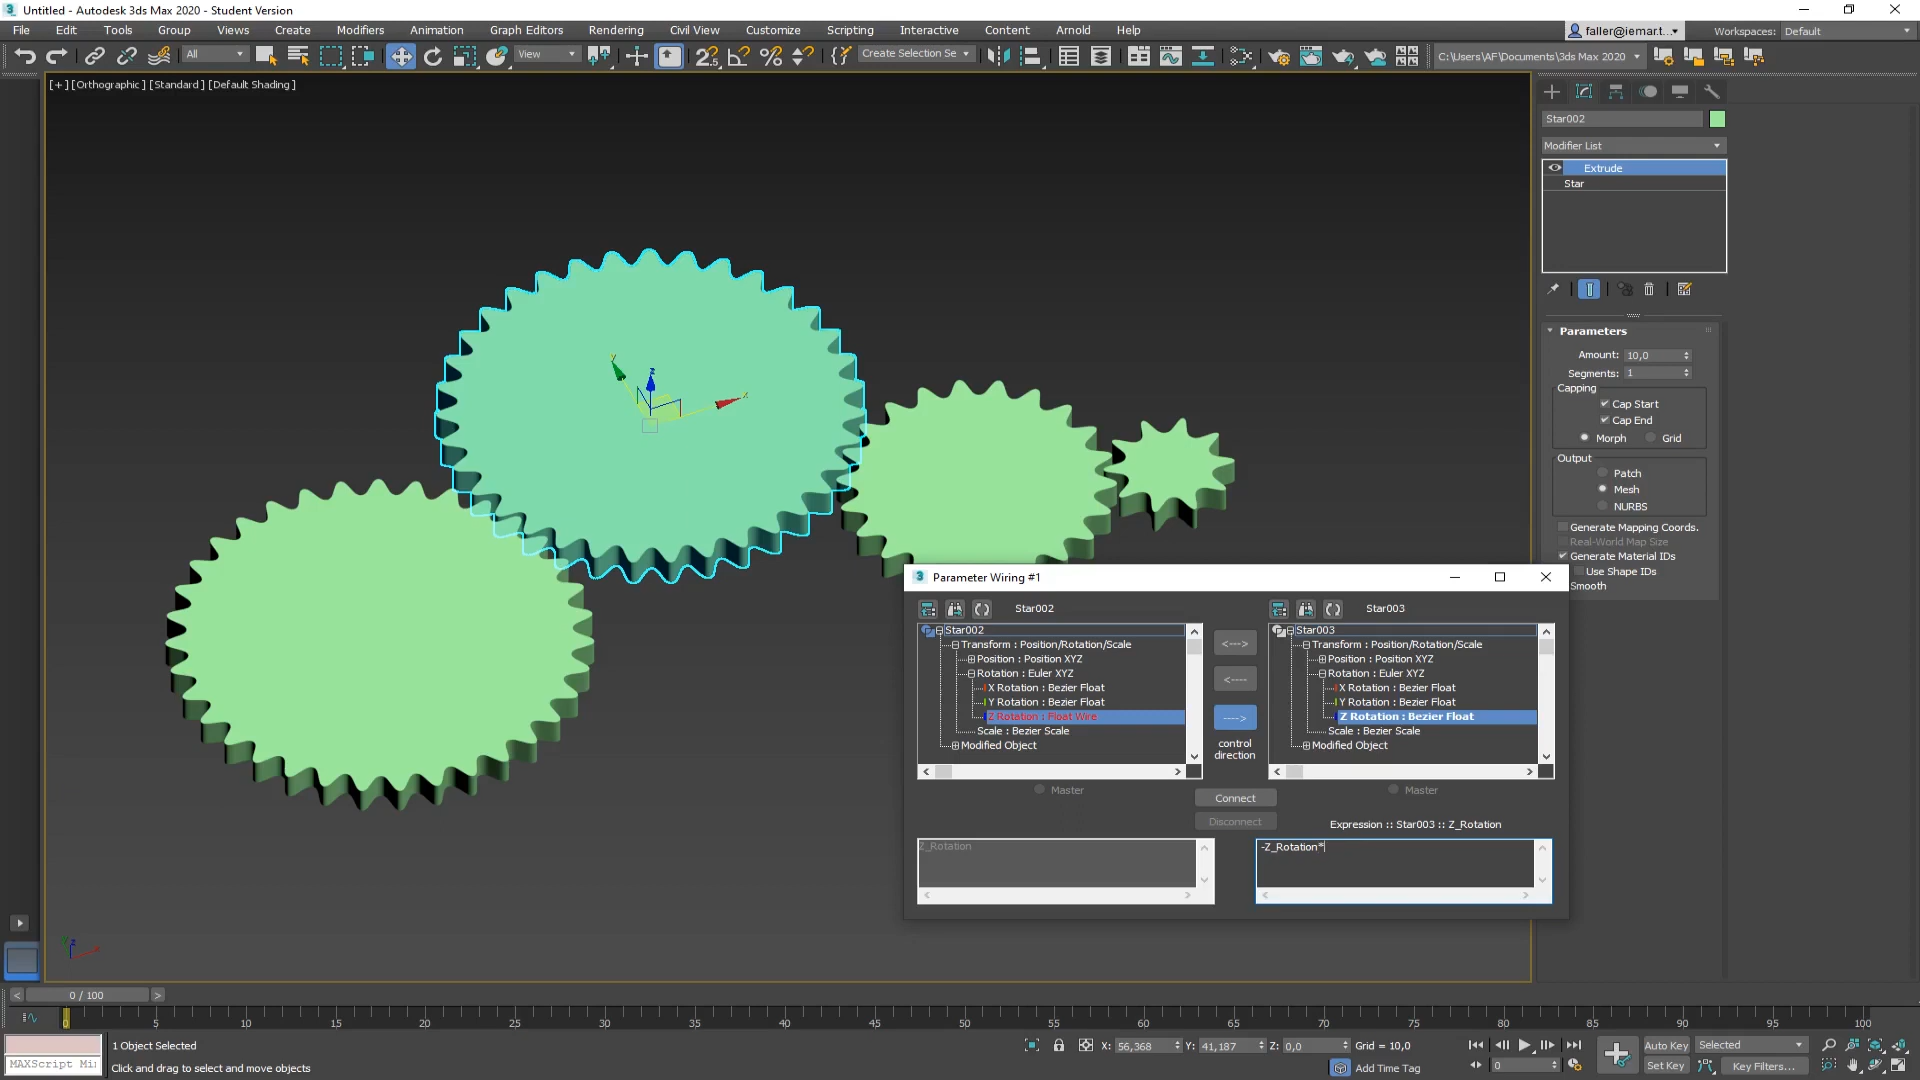 Untitled - Autodesk 3ds Max 2020 - Student Version
File Edit Tools Group Views Create Modifiers Animation Graph Editors Rendering Civil View Customize Scripting Interactive Content Arnold Help
faller@iemar.t... Workspaces: Default
All View Create Selection Se C:\Users\AF\Documents\3ds Max 2020
[+] [Orthographic] [Standard] [Default Shading]
Star002
Modifier List
Extrude
Star
Parameters
Amount: 10,0
Segments: 1
Capping
Cap Start
Cap End
Morph Grid
Output
Patch
Mesh
NURBS
Generate Mapping Coords.
Real-World Map Size
Generate Material IDs
Use Shape IDs
Smooth
y
z
x
Parameter Wiring #1
Star002
Star003
Star002
Transform : Position/Rotation/Scale
Position : Position XYZ
Rotation : Euler XYZ
X Rotation : Bezier Float
Y Rotation : Bezier Float
Z Rotation : Float Wire
Scale : Bezier Scale
Modified Object
<--->
<----
---->
control
direction
Star003
Transform : Position/Rotation/Scale
Position : Position XYZ
Rotation : Euler XYZ
X Rotation : Bezier Float
Y Rotation : Bezier Float
Z Rotation : Bezier Float
Scale : Bezier Scale
Modified Object
Master
Master
Connect
Disconnect
Expression :: Star003 :: Z_Rotation
Z_Rotation
-Z_Rotation*
z
0 / 100
0 5 10 15 20 25 30 35 40 45 50 55 60 65 70 75 80 85 90 95 100
1 Object Selected
X: 56,368 Y: 41,187 Z: 0,0 Grid = 10,0
Auto Key Selected
MAXScript Mi
Click and drag to select and move objects
Add Time Tag
0
Set Key Key Filters...